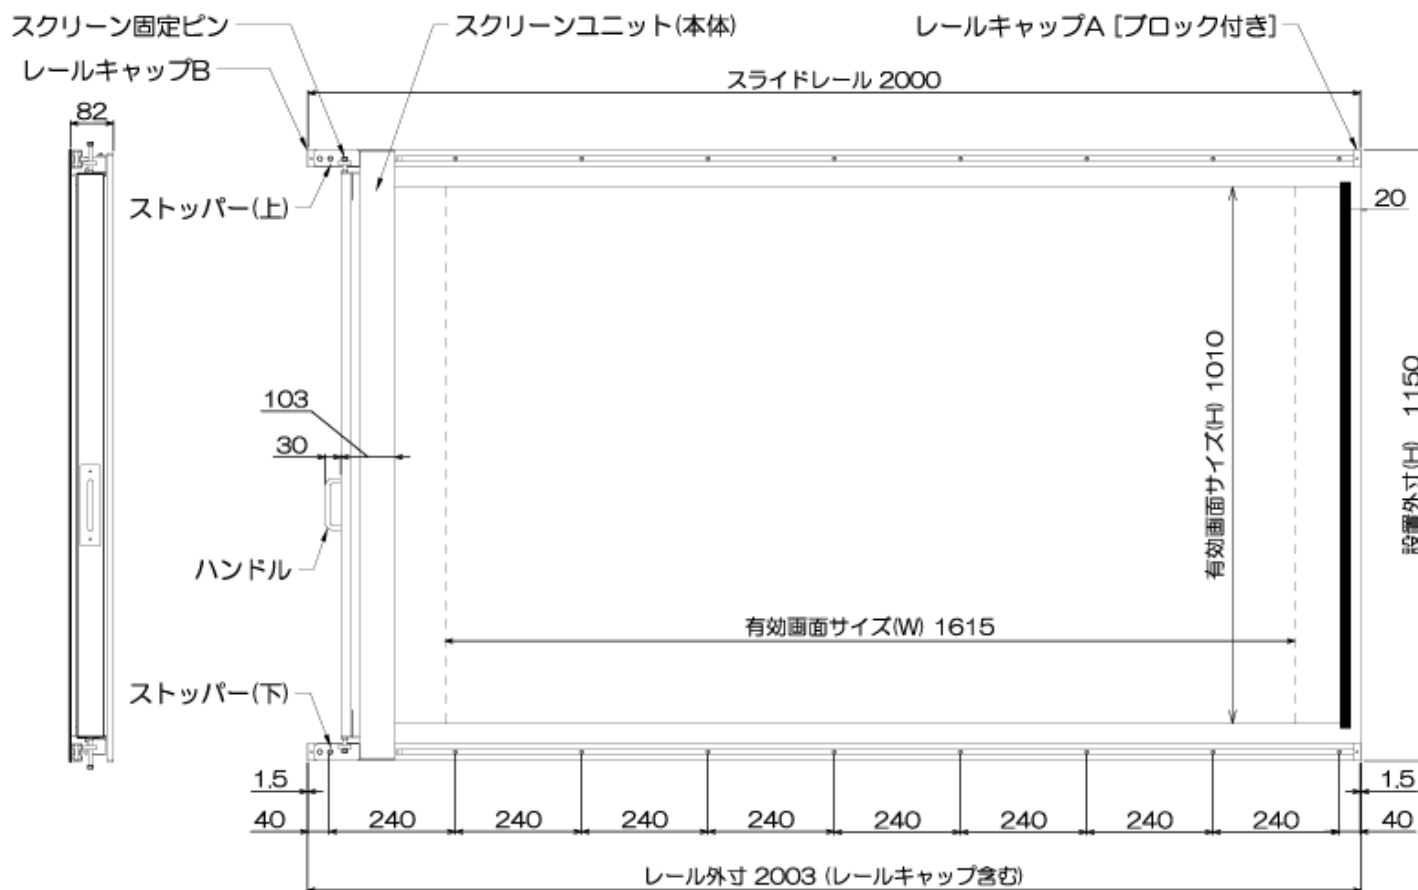 スクリーン固定ピン
スクリーンユニット(本体)
レールキャップA [ブロック付き]
レールキャップB
スライドレール 2000
82
ストッパー(上)
20
有効画面サイズ(H) 1010
設置外寸(H) 1150
103
30
ハンドル
有効画面サイズ(W) 1615
ストッパー(下)
1.5
1.5
40
240
240
240
240
240
240
240
240
40
レール外寸 2003 (レールキャップ含む)